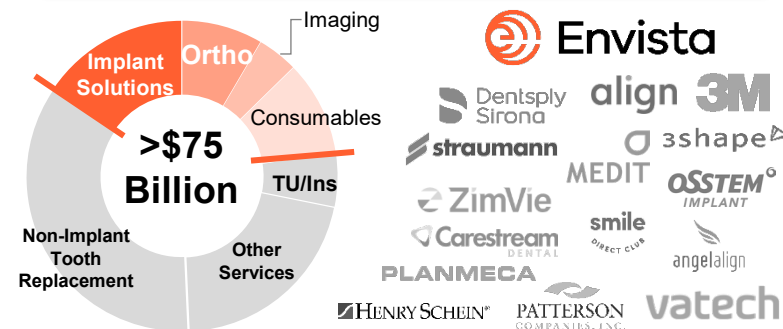 Imaging
Implant
Solutions
Ortho
Consumables
>$75
Billion
TU/Ins
Non-Implant
Tooth
Replacement
Other
Services
Envista
Dentsply
Sirona
align
3M
straumann
3shape
MEDIT
OSSTEM
IMPLANT
ZimVie
smile
DIRECT CLUB
Carestream
DENTAL
angelalign
PLANMECA
HENRY SCHEIN®
PATTERSON
COMPANIES, INC.
vatech